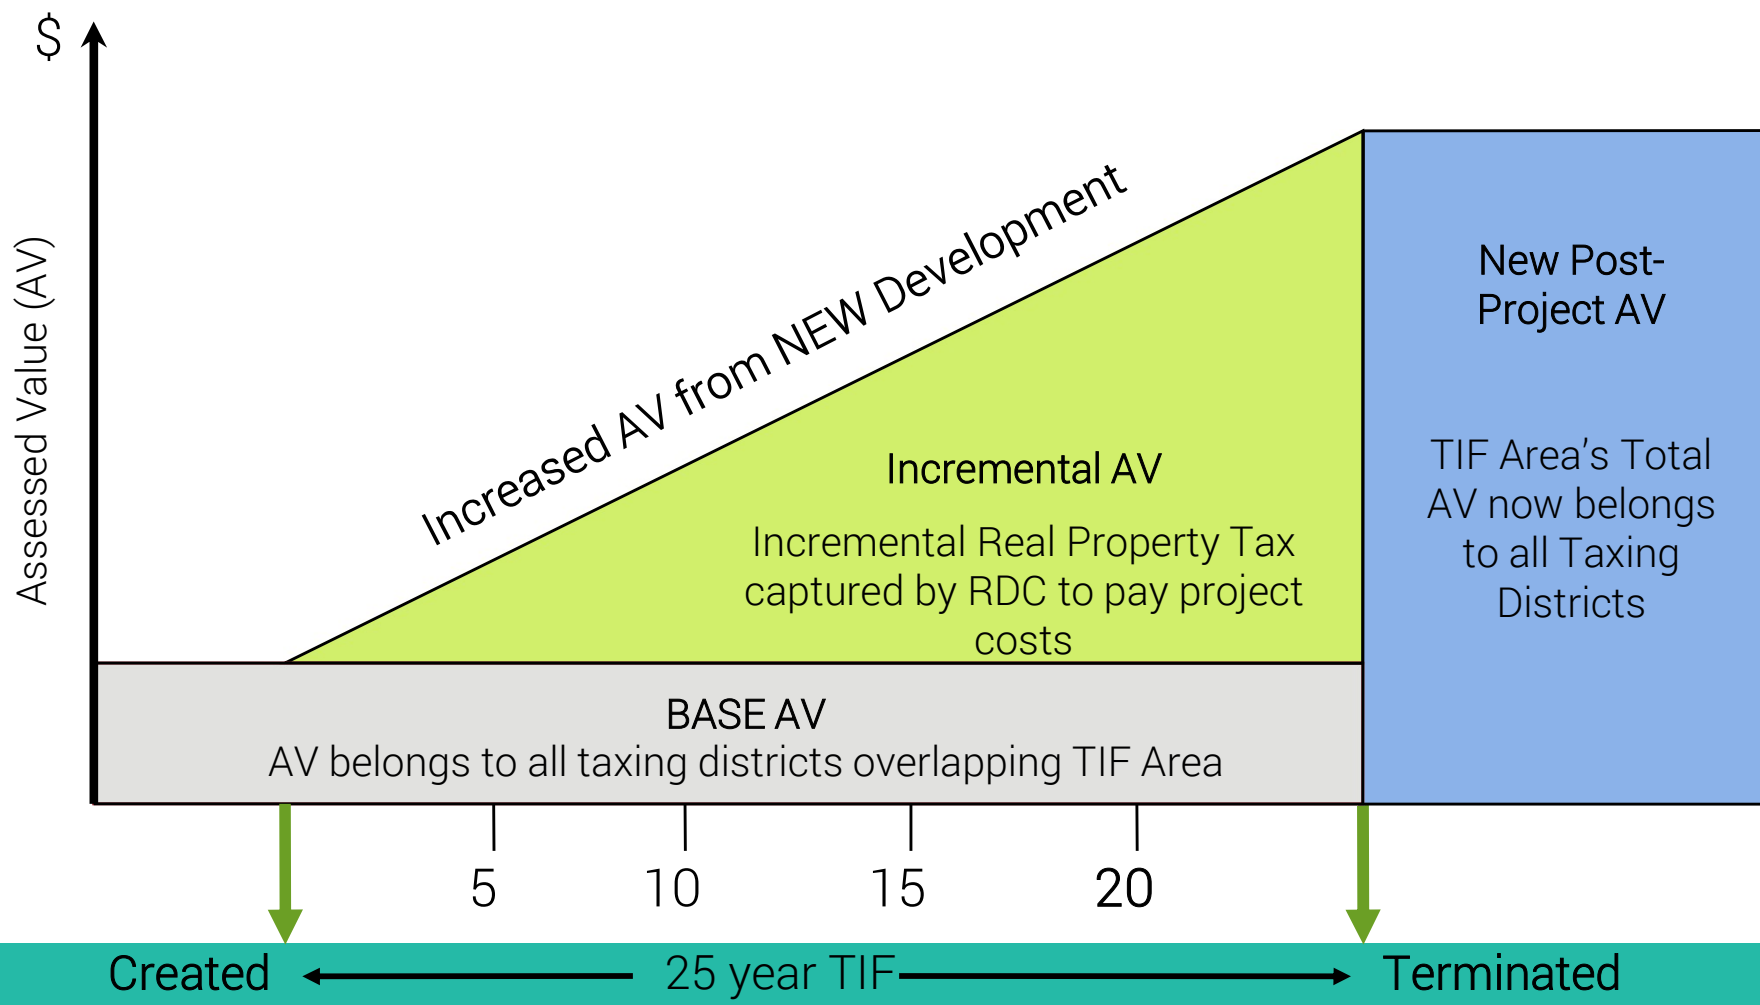 $
Assessed Value (AV)
Increased AV from NEW Development
New Post-
Project AV
TIF Area’s Total
AV now belongs
to all Taxing
Districts
Incremental AV
Incremental Real Property Tax
captured by RDC to pay project
costs
BASE AV
AV belongs to all taxing districts overlapping TIF Area
5 10 15 20
Created 25 year TIF Terminated